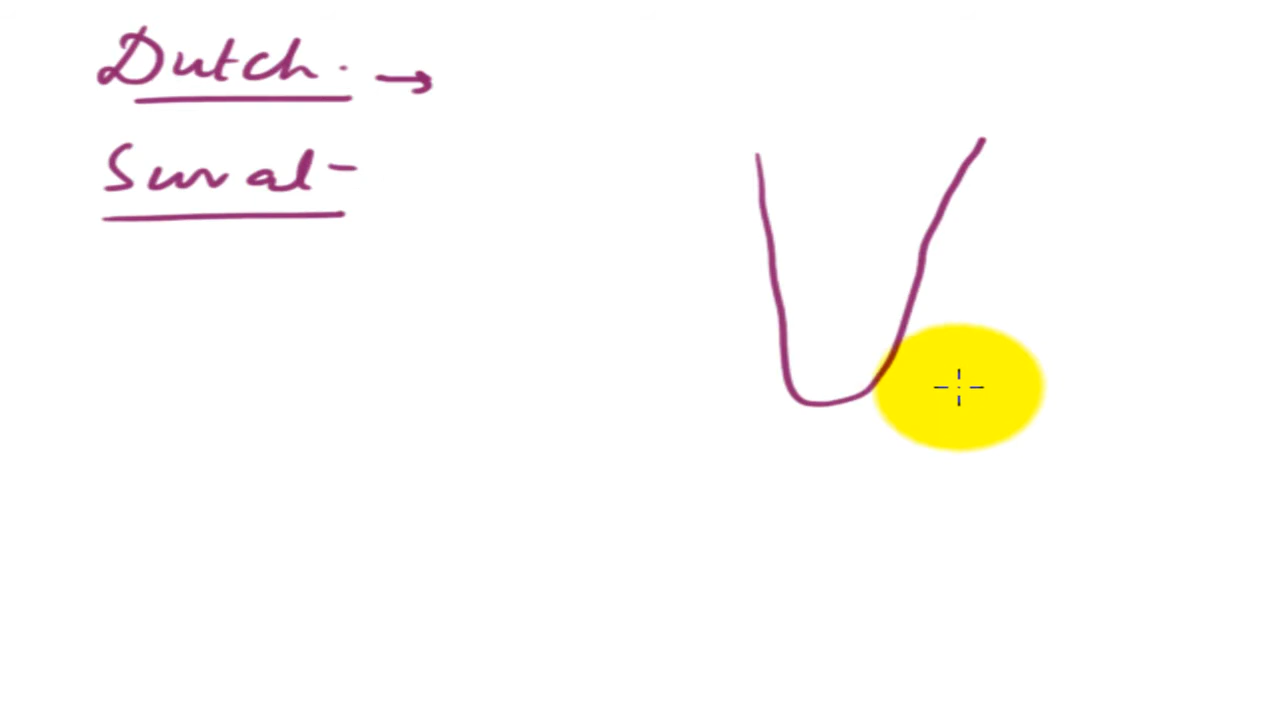 Dutch. →
Surat -